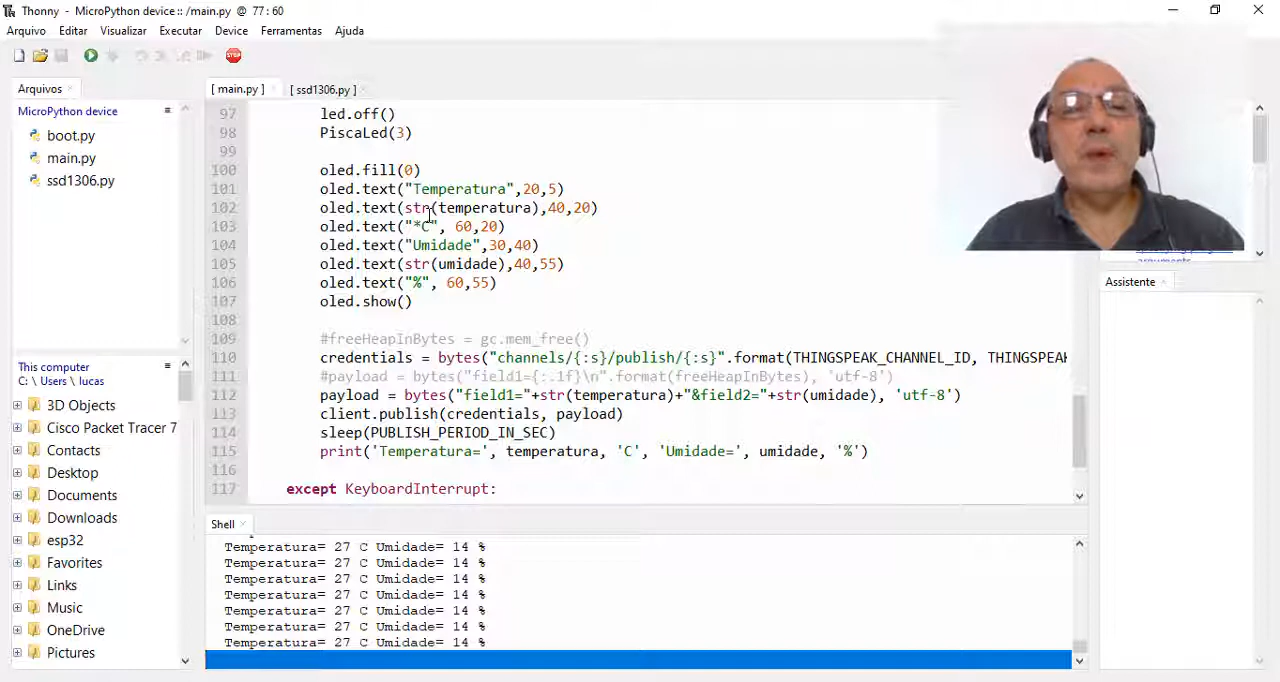 Thonny - MicroPython device :: /main.py @ 77 : 60
Arquivo Editar Visualizar Executar Device Ferramentas Ajuda
STOP
Arquivos
MicroPython device
boot.py
main.py
ssd1306.py
This computer
C: \ Users \ lucas
3D Objects
Cisco Packet Tracer 7
Contacts
Desktop
Documents
Downloads
esp32
Favorites
Links
Music
OneDrive
Pictures
[ main.py ] [ ssd1306.py ]
97 led.off()
98 PiscaLed(3)
99
100 oled.fill(0)
101 oled.text("Temperatura",20,5)
102 oled.text(str(temperatura),40,20)
103 oled.text("*C", 60,20)
104 oled.text("Umidade",30,40)
105 oled.text(str(umidade),40,55)
106 oled.text("%", 60,55)
107 oled.show()
108
109 #freeHeapInBytes = gc.mem_free()
110 credentials = bytes("channels/{:s}/publish/{:s}".format(THINGSPEAK_CHANNEL_ID, THINGSPEAK
111 #payload = bytes("field1={:.1f}\n".format(freeHeapInBytes), 'utf-8')
112 payload = bytes("field1="+str(temperatura)+"&field2="+str(umidade), 'utf-8')
113 client.publish(credentials, payload)
114 sleep(PUBLISH_PERIOD_IN_SEC)
115 print('Temperatura=', temperatura, 'C', 'Umidade=', umidade, '%')
116
117 except KeyboardInterrupt:
Shell
Temperatura= 27 C Umidade= 14 %
Temperatura= 27 C Umidade= 14 %
Temperatura= 27 C Umidade= 14 %
Temperatura= 27 C Umidade= 14 %
Temperatura= 27 C Umidade= 14 %
Temperatura= 27 C Umidade= 14 %
Temperatura= 27 C Umidade= 14 %
Assistente